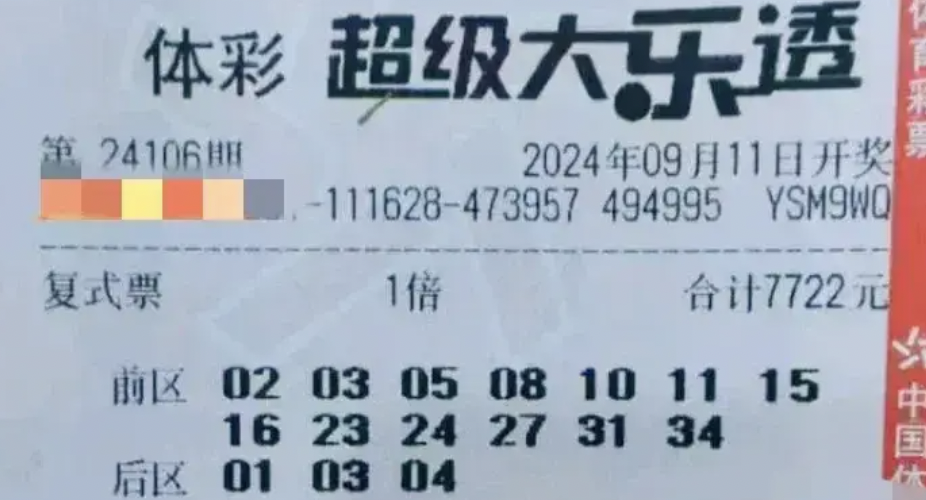 体彩 超级大乐透
第 24106期 2024年09月11日开奖
-111628-473957 494995 YSM9WQ
复式票 1倍 合计7722元
前区 02 03 05 08 10 11 15
16 23 24 27 31 34
后区 01 03 04
体育彩票
中国体